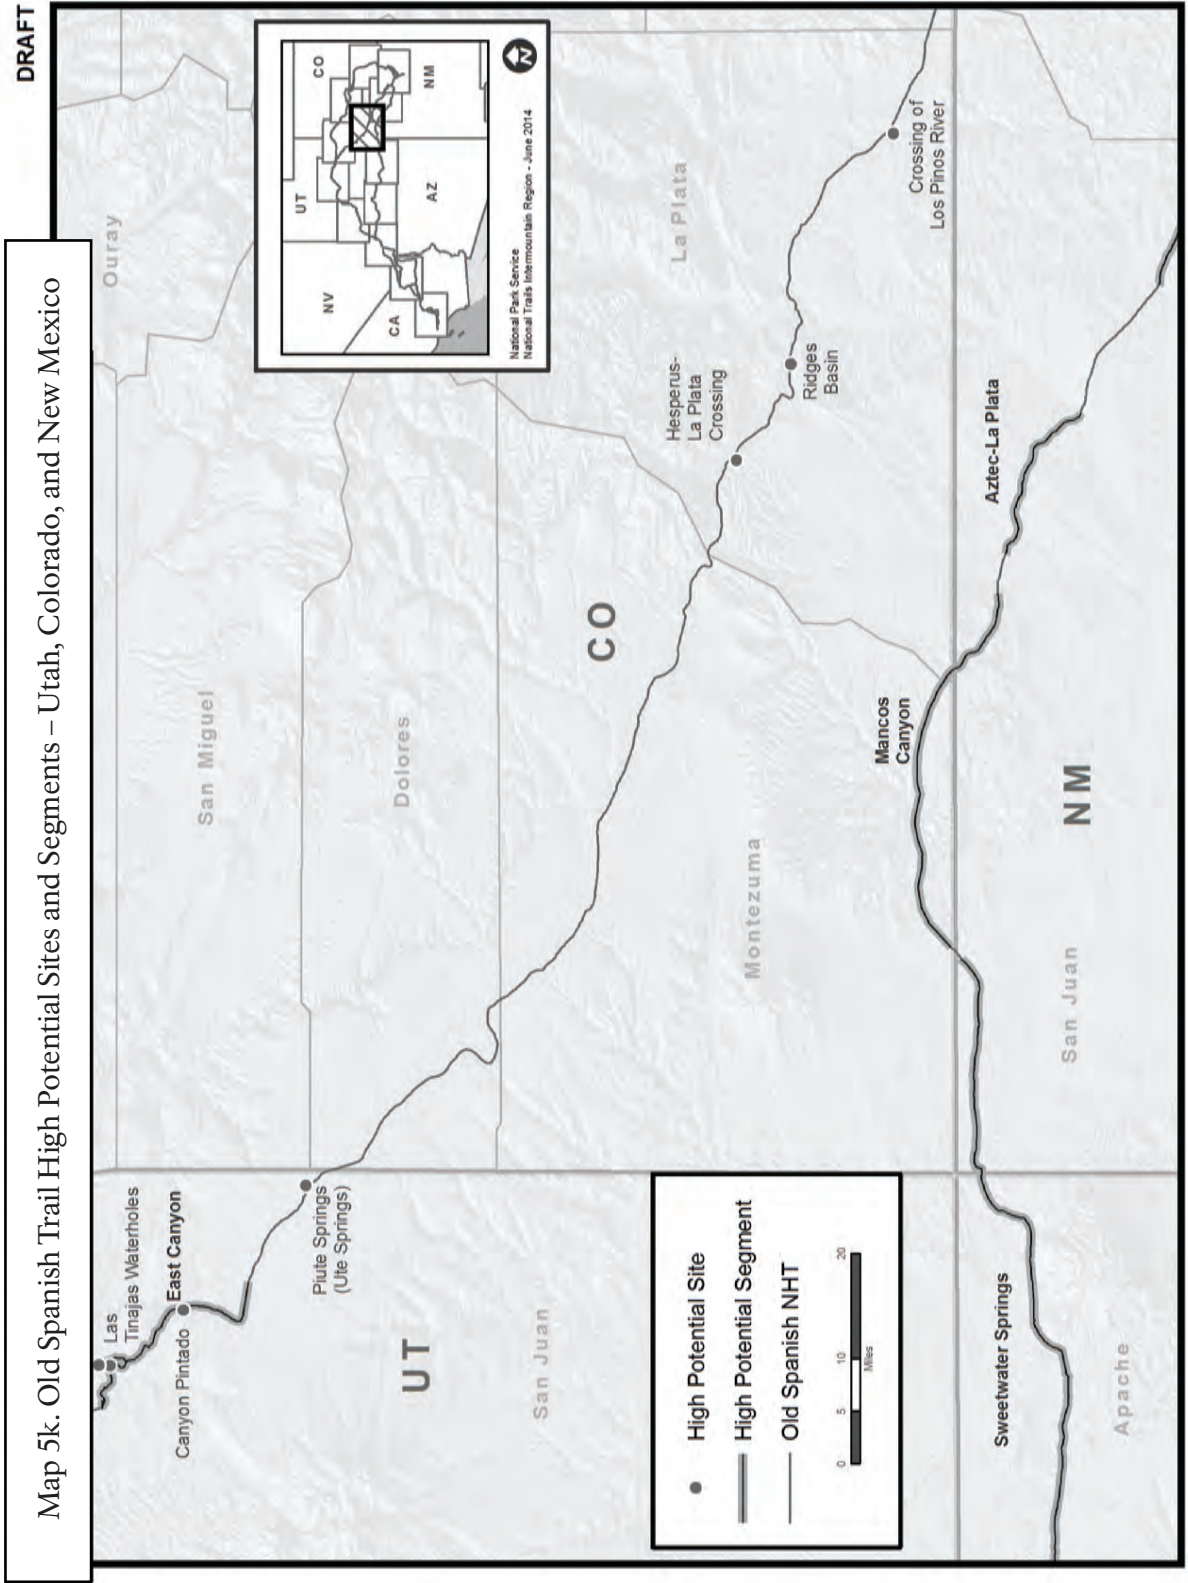 DRAFT
Map 5k. Old Spanish Trail High Potential Sites and Segments – Utah, Colorado, and New Mexico
Las
Tinajas Waterholes
East Canyon
Canyon Pintado
Piute Springs
(Ute Springs)
UT
San Juan
San Miguel
Ouray
Dolores
CO
Montezuma
La Plata
Hesperus-
La Plata
Crossing
Ridges
Basin
Crossing of
Los Pinos River
Mancos
Canyon
Aztec-La Plata
NM
San Juan
Sweetwater Springs
Apache
High Potential Site
High Potential Segment
Old Spanish NHT
0 5 10 20
Miles
NV
UT
CO
CA
AZ
NM
N
National Park Service
National Trails Intermountain Region - June 2014